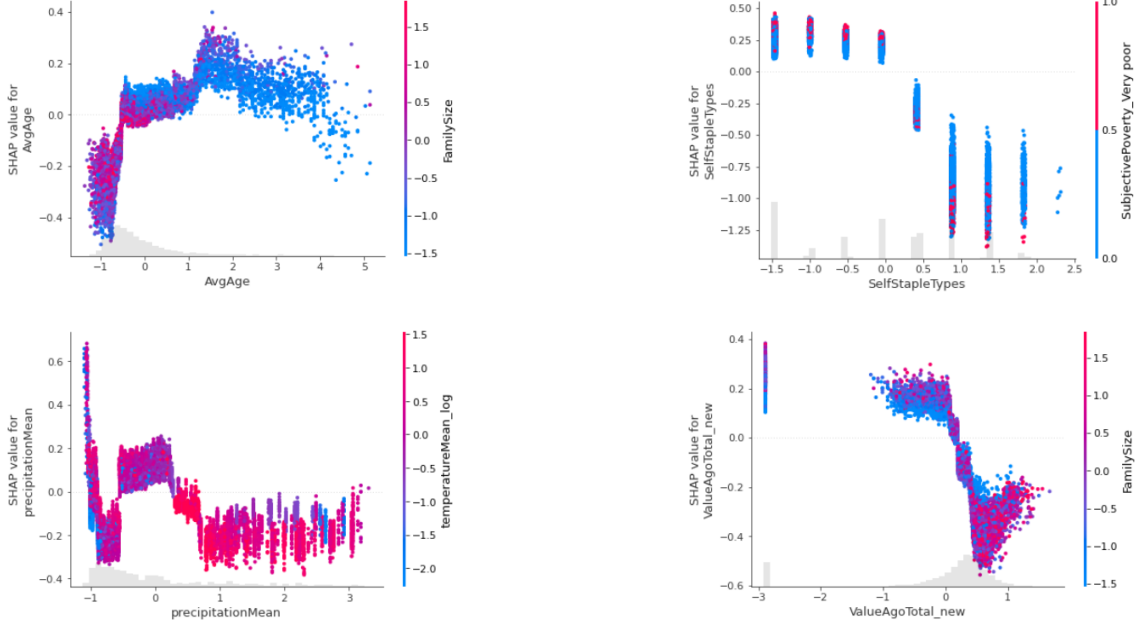 0.4
0.2
0.0
−0.2
−0.4
SHAP value for
AvgAge
−1 0 1 2 3 4 5
AvgAge
1.5
1.0
0.5
0.0
−0.5
−1.0
−1.5
FamilySize
0.50
0.25
0.00
−0.25
−0.50
−0.75
−1.00
−1.25
SHAP value for
SelfStapleTypes
−1.5 −1.0 −0.5 0.0 0.5 1.0 1.5 2.0 2.5
SelfStapleTypes
1.0
0.5
0.0
SubjectivePoverty_Very poor
0.6
0.4
0.2
0.0
−0.2
−0.4
SHAP value for
precipitationMean
−1 0 1 2 3
precipitationMean
1.5
1.0
0.5
0.0
−0.5
−1.0
−1.5
−2.0
temperatureMean_log
0.4
0.2
0.0
−0.2
−0.4
−0.6
SHAP value for
ValueAgoTotal_new
−3 −2 −1 0 1
ValueAgoTotal_new
1.5
1.0
0.5
0.0
−0.5
−1.0
−1.5
FamilySize